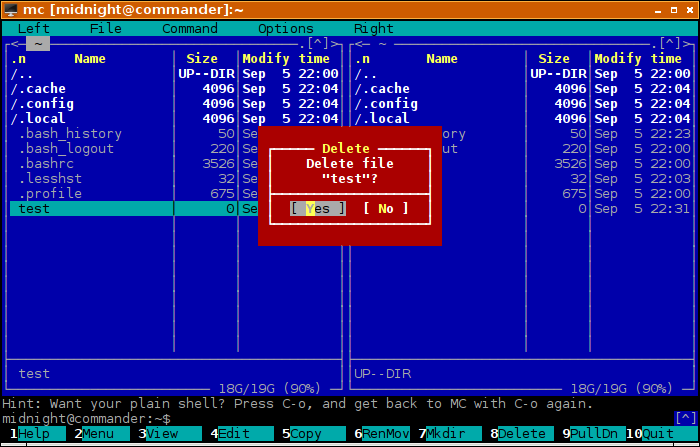 mc [midnight@commander]:~
Left File Command Options Right
<─ ~ .[^]> <─ ~ .[^]>
.n Name Size Modify time .n Name Size Modify time
/.. UP--DIR Sep 5 22:00 /.. UP--DIR Sep 5 22:00
/.cache 4096 Sep 5 22:04 /.cache 4096 Sep 5 22:04
/.config 4096 Sep 5 22:04 /.config 4096 Sep 5 22:04
/.local 4096 Sep 5 22:04 /.local 4096 Sep 5 22:04
.bash_history 50 Sep 50 Sep 5 22:23
.bash_logout 220 Se 220 Sep 5 22:00
.bashrc 3526 Se 3526 Sep 5 22:00
.lesshst 32 Se 32 Sep 5 22:03
.profile 675 Se 675 Sep 5 22:00
test 0 Se 0 Sep 5 22:31
Delete
Delete file
"test"?
[ Yes ] [ No ]
test UP--DIR
18G/19G (90%) 18G/19G (90%)
Hint: Want your plain shell? Press C-o, and get back to MC with C-o again.
midnight@commander:~$ [^]
1Help 2Menu 3View 4Edit 5Copy 6RenMov 7Mkdir 8Delete 9PullDn 10Quit